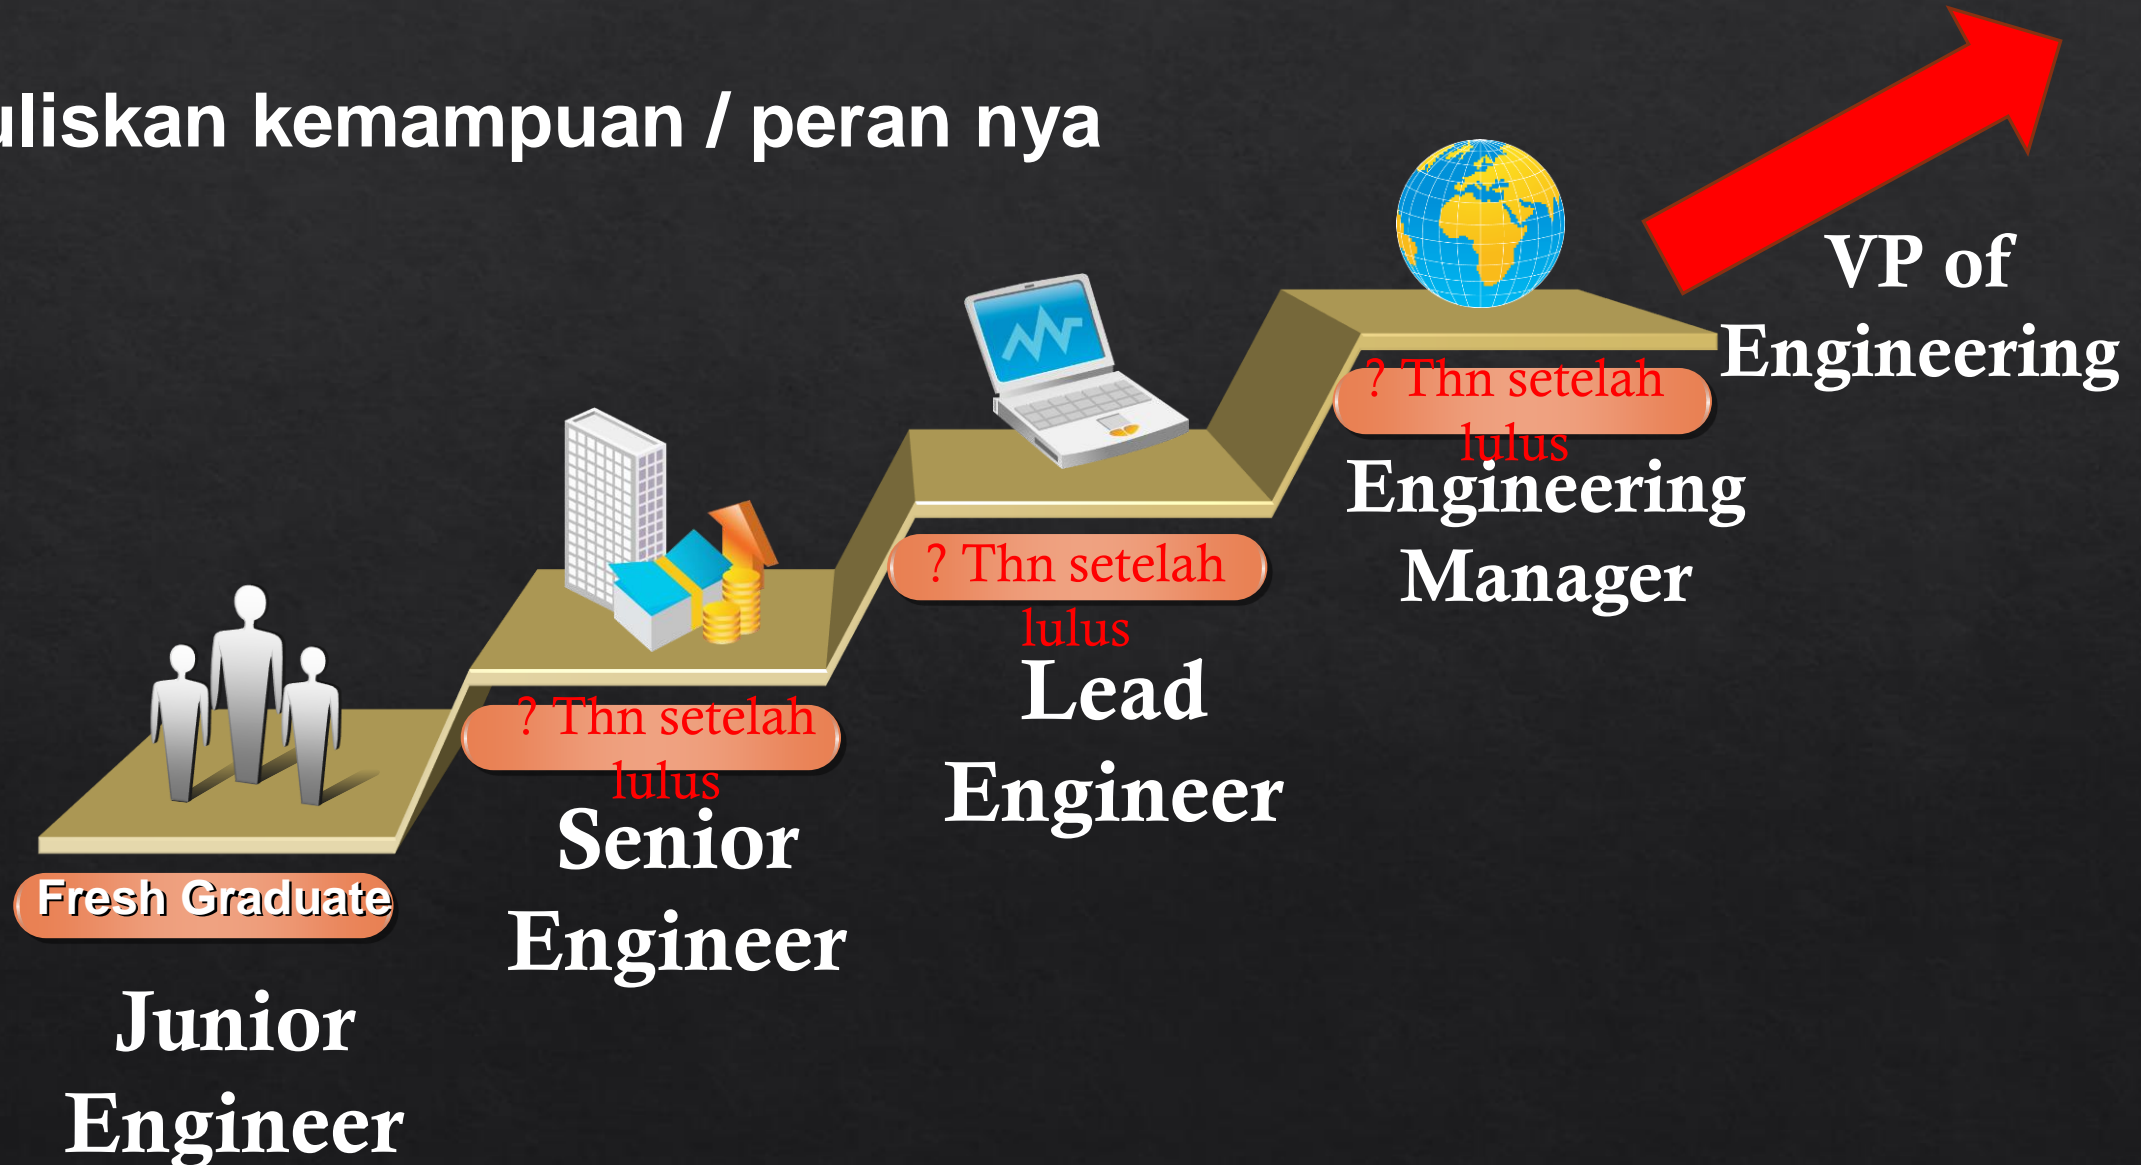 uliskan kemampuan / peran nya
VP of
Engineering
? Thn setelah
lulus
Engineering
Manager
? Thn setelah
lulus
Lead
Engineer
? Thn setelah
lulus
Senior
Engineer
Fresh Graduate
Junior
Engineer